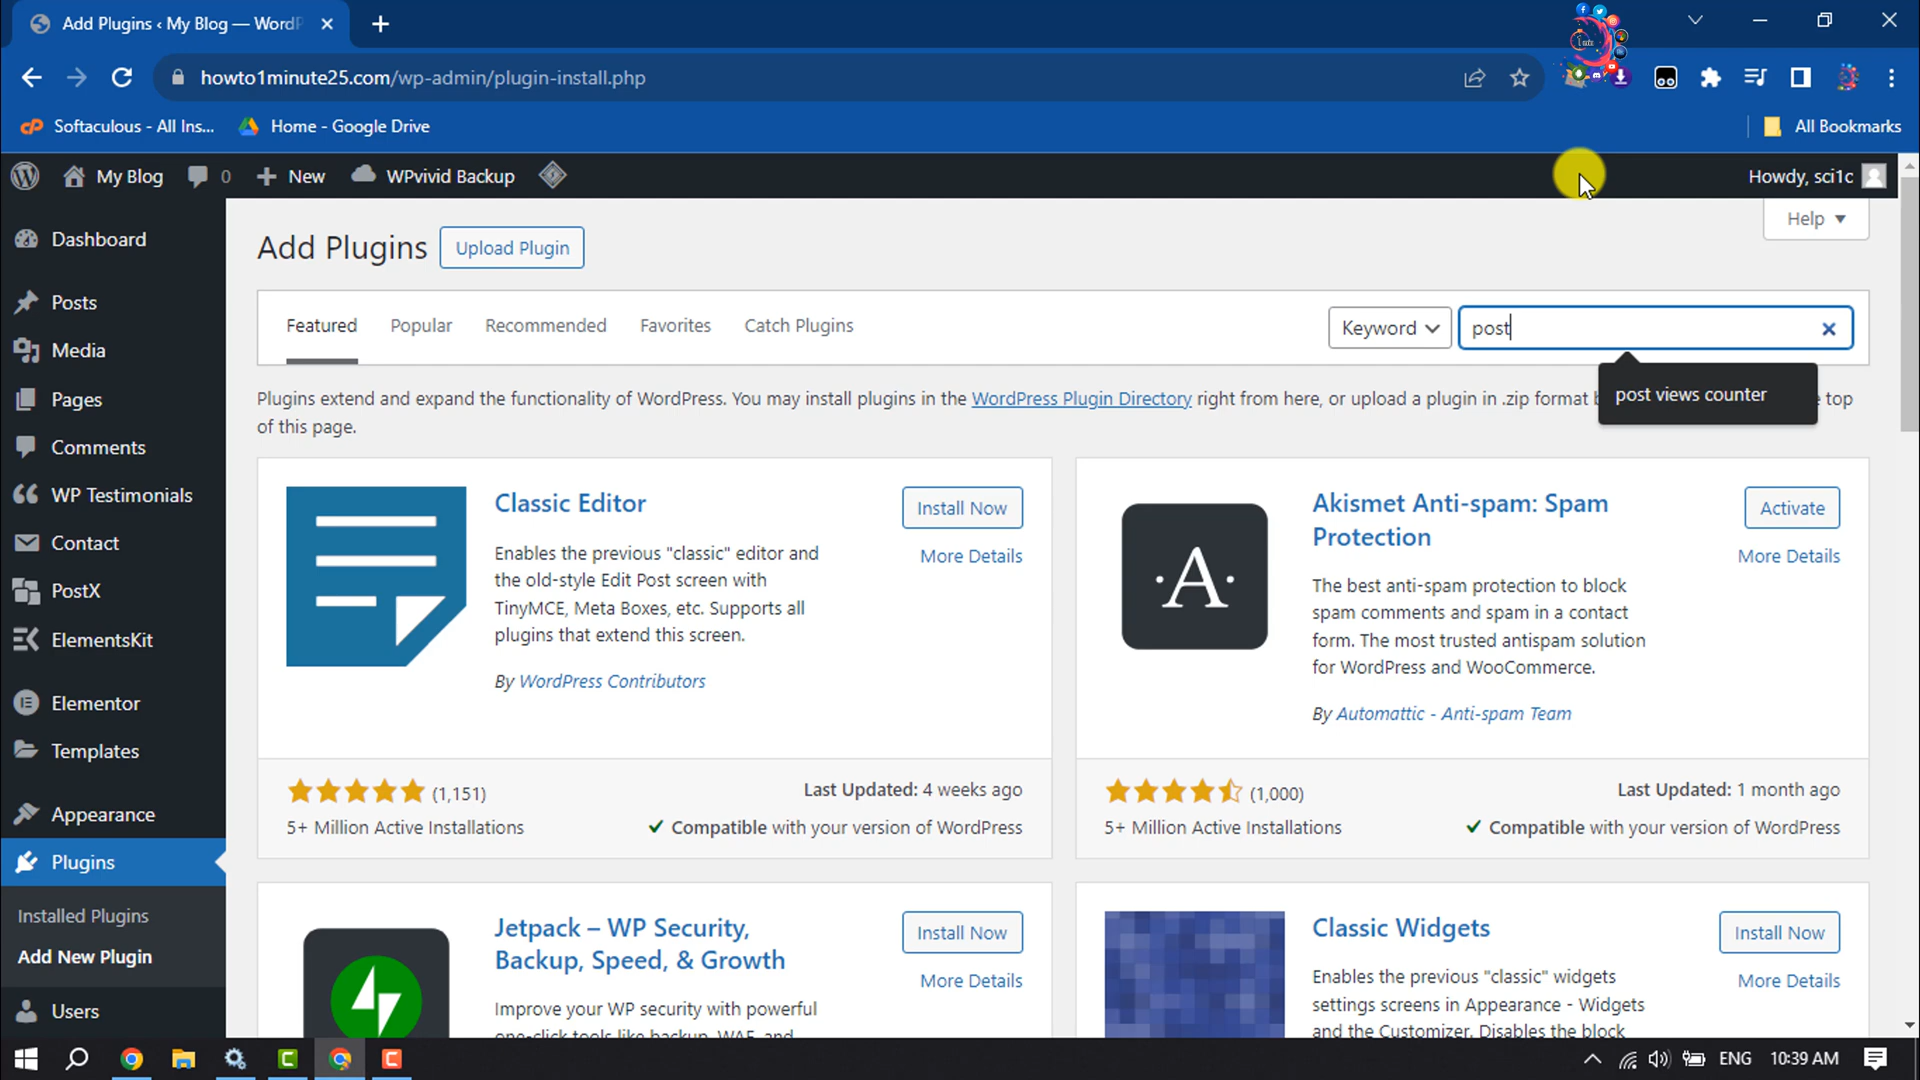 Add Plugins ‹ My Blog — WordP
howto1minute25.com/wp-admin/plugin-install.php
Softaculous - All Ins...
Home - Google Drive
All Bookmarks
My Blog
0
New
WPvivid Backup
Howdy, sci1c
Dashboard
Posts
Media
Pages
Comments
WP Testimonials
Contact
PostX
ElementsKit
Elementor
Templates
Appearance
Plugins
Installed Plugins
Add New Plugin
Users
Help
Add Plugins
Upload Plugin
Featured
Popular
Recommended
Favorites
Catch Plugins
Keyword
post
post views counter
Plugins extend and expand the functionality of WordPress. You may install plugins in the WordPress Plugin Directory right from here, or upload a plugin in .zip format b top
of this page.
Classic Editor
Install Now
More Details
Enables the previous "classic" editor and
the old-style Edit Post screen with
TinyMCE, Meta Boxes, etc. Supports all
plugins that extend this screen.
By WordPress Contributors
(1,151)
5+ Million Active Installations
Last Updated: 4 weeks ago
Compatible with your version of WordPress
Akismet Anti-spam: Spam
Protection
Activate
More Details
The best anti-spam protection to block
spam comments and spam in a contact
form. The most trusted antispam solution
for WordPress and WooCommerce.
By Automattic - Anti-spam Team
(1,000)
5+ Million Active Installations
Last Updated: 1 month ago
Compatible with your version of WordPress
Jetpack – WP Security,
Backup, Speed, & Growth
Install Now
More Details
Improve your WP security with powerful
one-click tools like backup, WAF, and
Classic Widgets
Install Now
More Details
Enables the previous "classic" widgets
settings screens in Appearance - Widgets
and the Customizer. Disables the block
ENG
10:39 AM